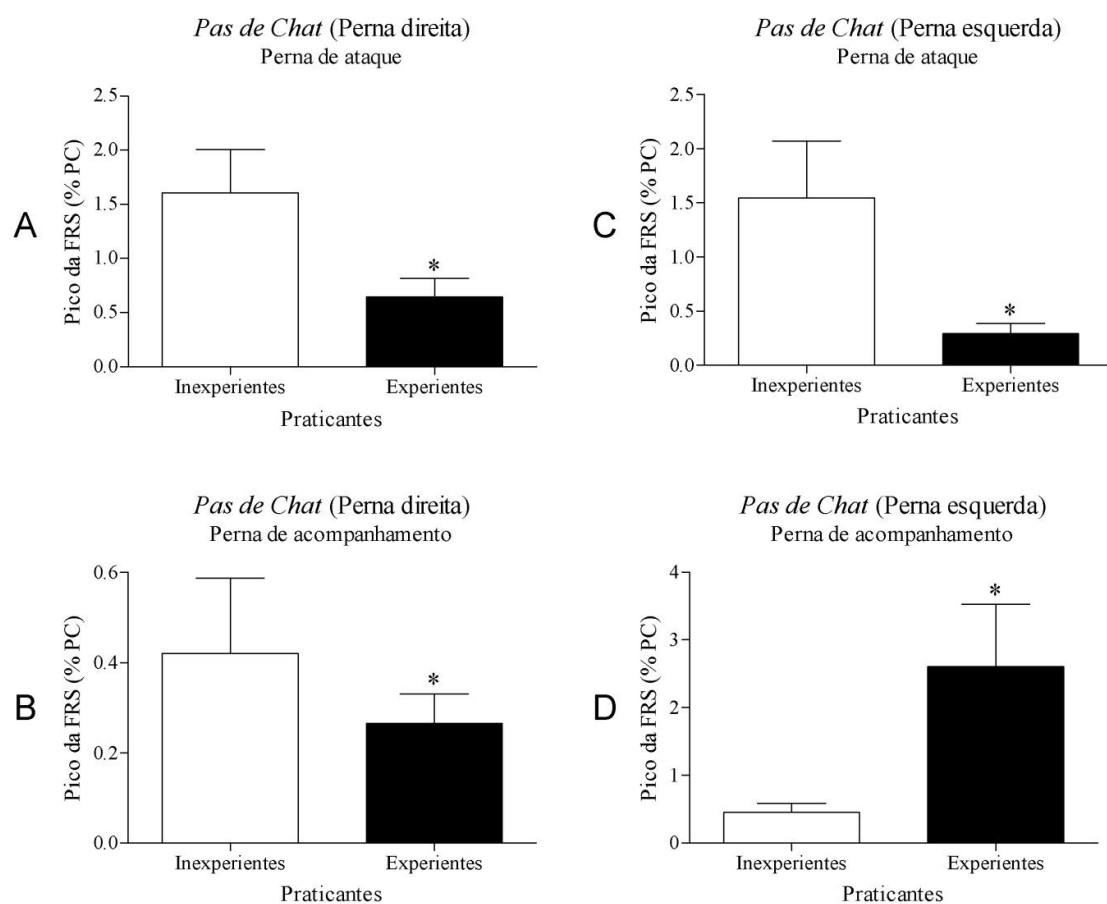 Pas de Chat (Perna direita)
Perna de ataque
A
Pico da FRS (% PC)
2.5
2.0
1.5
1.0
0.5
0.0
*
Inexperientes Experientes
Praticantes
Pas de Chat (Perna esquerda)
Perna de ataque
C
Pico da FRS (% PC)
2.5
2.0
1.5
1.0
0.5
0.0
*
Inexperientes Experientes
Praticantes
Pas de Chat (Perna direita)
Perna de acompanhamento
B
Pico da FRS (% PC)
0.6
0.4
0.2
0.0
*
Inexperientes Experientes
Praticantes
Pas de Chat (Perna esquerda)
Perna de acompanhamento
D
Pico da FRS (% PC)
4
3
2
1
0
*
Inexperientes Experientes
Praticantes